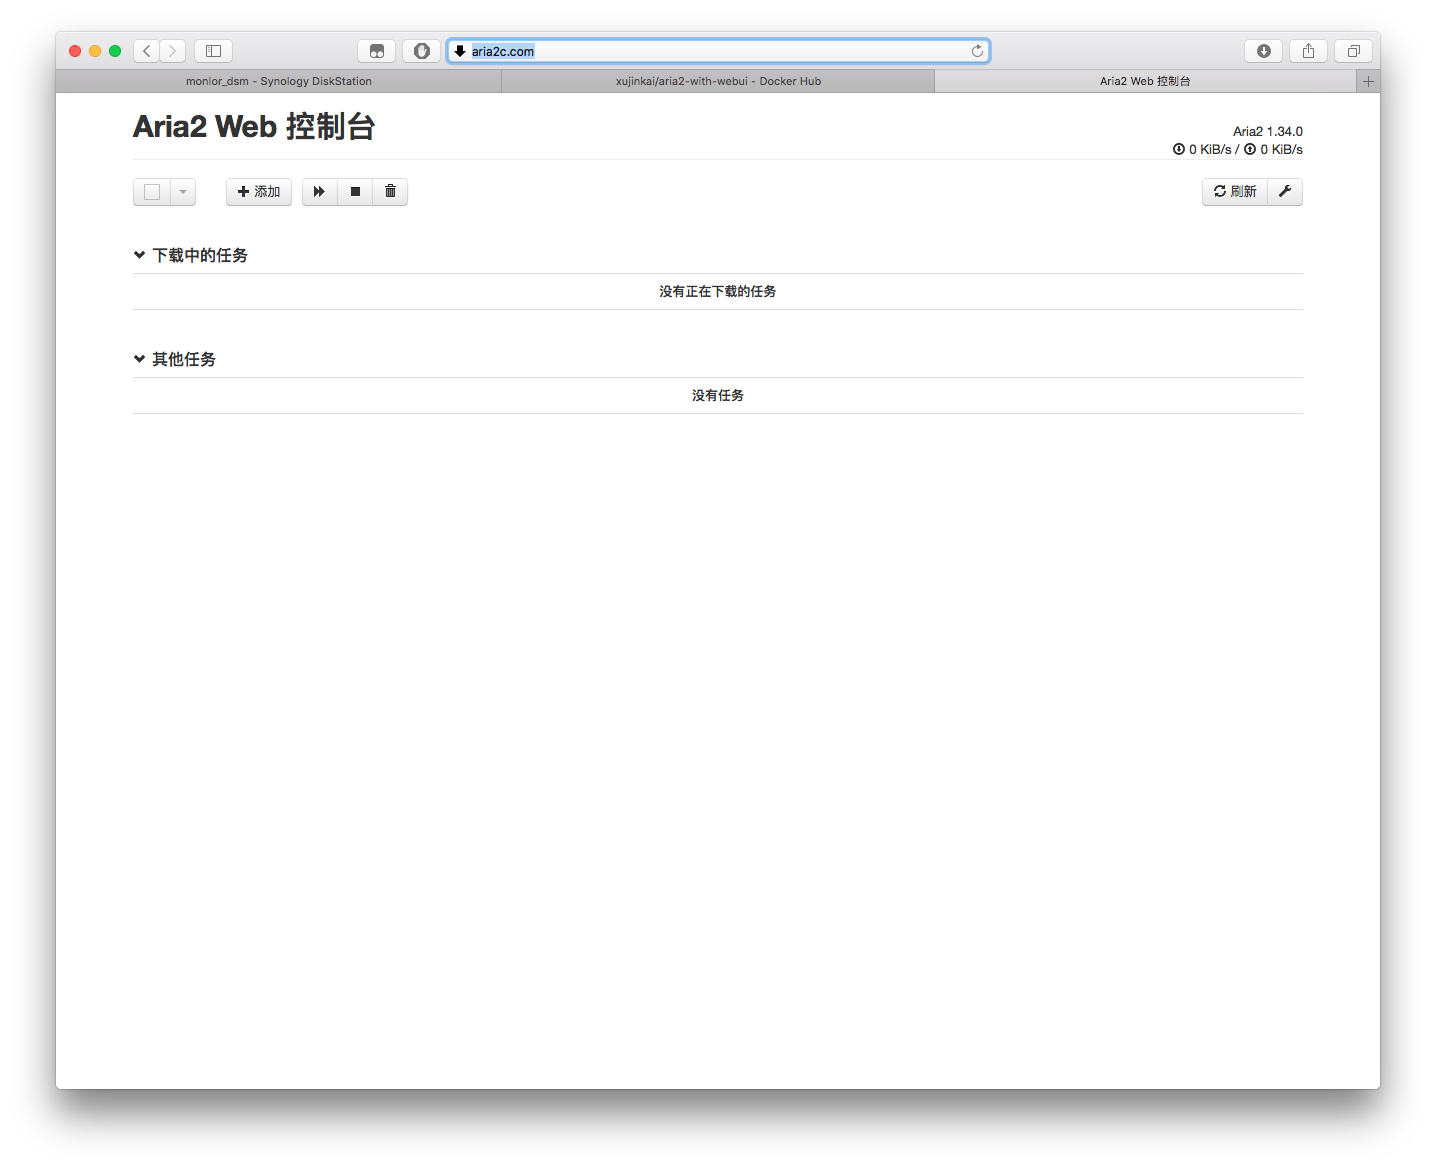 aria2c.com
monlor_dsm - Synology DiskStation
xujinkai/aria2-with-webui - Docker Hub
Aria2 Web 控制台
Aria2 Web 控制台
Aria2 1.34.0
0 KiB/s / 0 KiB/s
添加
刷新
下载中的任务
没有正在下载的任务
其他任务
没有任务